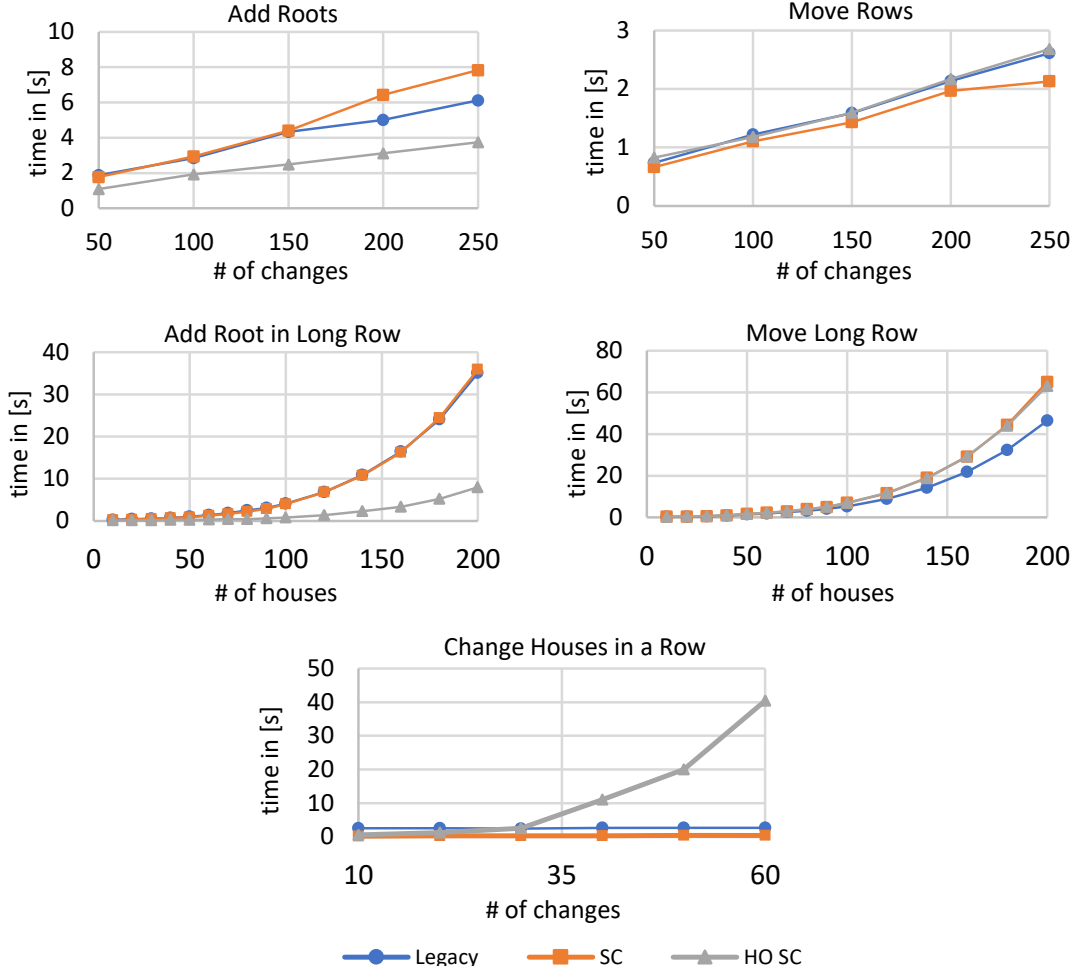 Add Roots
time in [s]
10
8
6
4
2
0
50 100 150 200 250
# of changes
Move Rows
time in [s]
3
2
1
0
50 100 150 200 250
# of changes
Add Root in Long Row
time in [s]
40
30
20
10
0
0 50 100 150 200
# of houses
Move Long Row
time in [s]
80
60
40
20
0
0 50 100 150 200
# of houses
Change Houses in a Row
time in [s]
50
40
30
20
10
0
10 35 60
# of changes
Legacy SC HO SC